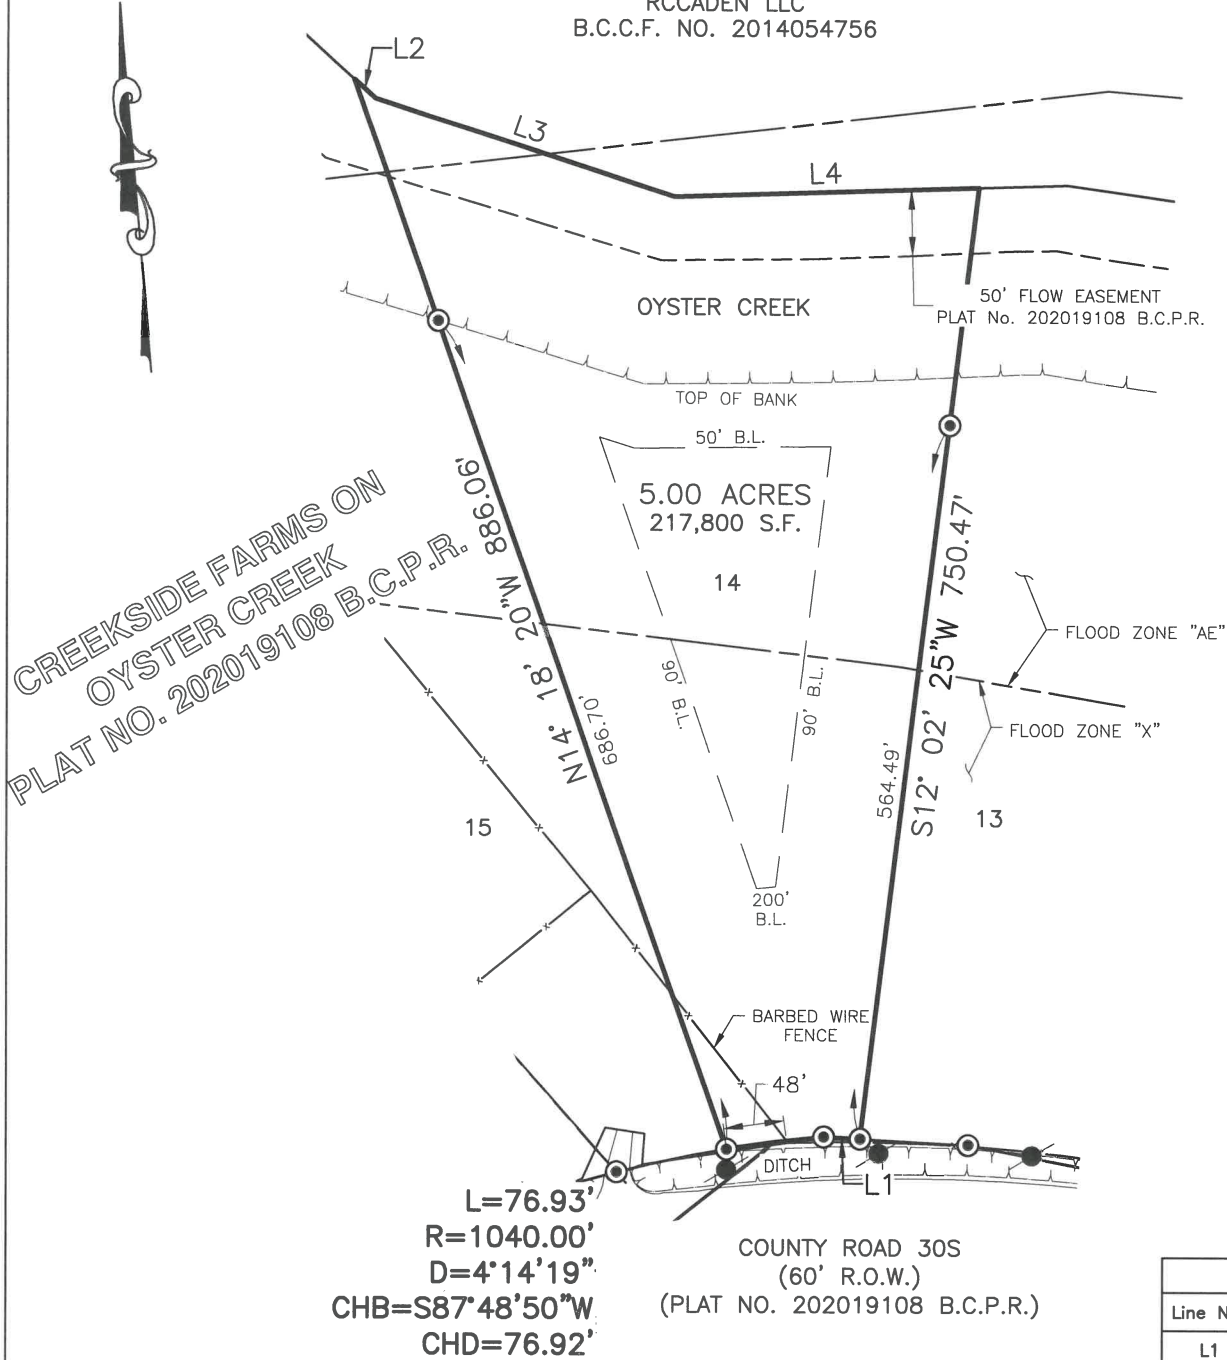 RCCADEN LLC
B.C.C.F. NO. 2014054756
L2
L3
L4
OYSTER CREEK
50' FLOW EASEMENT
PLAT No. 202019108 B.C.P.R.
TOP OF BANK
50' B.L.
5.00 ACRES
217,800 S.F.
14
N14° 18' 20"W 886.06'
686.70'
S12° 02' 25"W 750.47'
564.49'
CREEKSIDE FARMS ON
OYSTER CREEK
PLAT NO. 202019108 B.C.P.R.
FLOOD ZONE "AE"
90' B.L.
90' B.L.
FLOOD ZONE "X"
15
13
200'
B.L.
BARBED WIRE
FENCE
48'
DITCH
L1
L=76.93'
R=1040.00'
D=4°14'19"
CHB=S87°48'50"W
CHD=76.92'
COUNTY ROAD 30S
(60' R.O.W.)
(PLAT NO. 202019108 B.C.P.R.)
Line N
L1